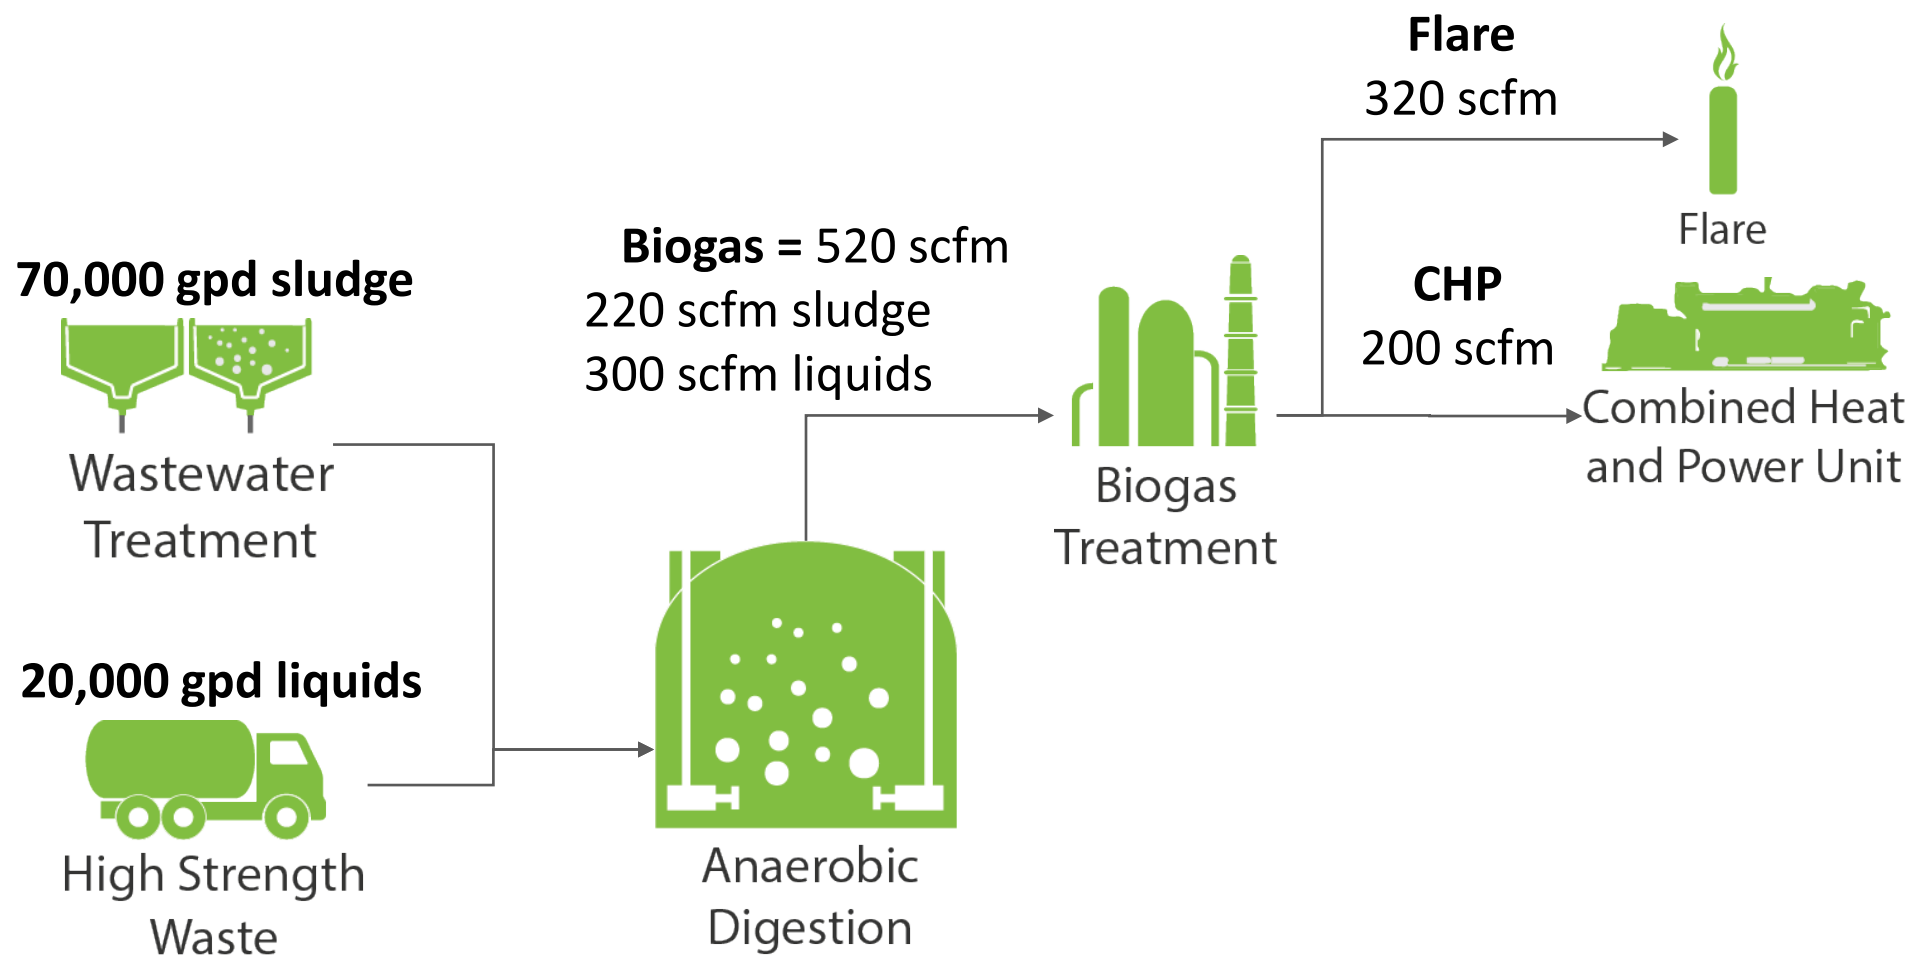 70,000 gpd sludge
Wastewater
Treatment
20,000 gpd liquids
High Strength
Waste
Biogas = 520 scfm
220 scfm sludge
300 scfm liquids
Anaerobic
Digestion
Biogas
Treatment
Flare
320 scfm
Flare
CHP
200 scfm
Combined Heat
and Power Unit